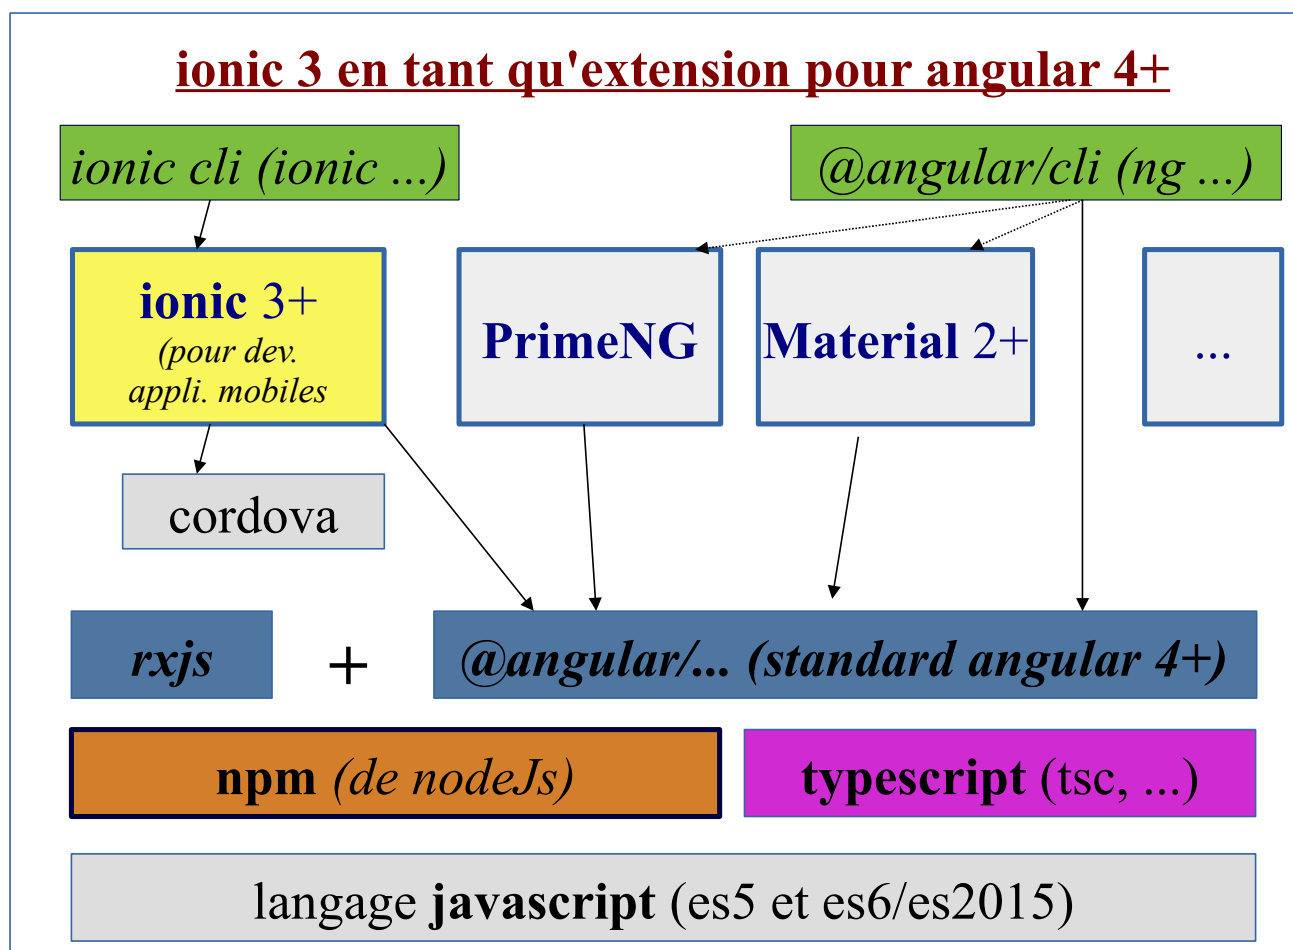 ionic 3 en tant qu'extension pour angular 4+
ionic cli (ionic ...)
@angular/cli (ng ...)
ionic 3+
(pour dev.
appli. mobiles
PrimeNG
Material 2+
...
cordova
rxjs
+
@angular/... (standard angular 4+)
npm (de nodeJs)
typescript (tsc, ...)
langage javascript (es5 et es6/es2015)